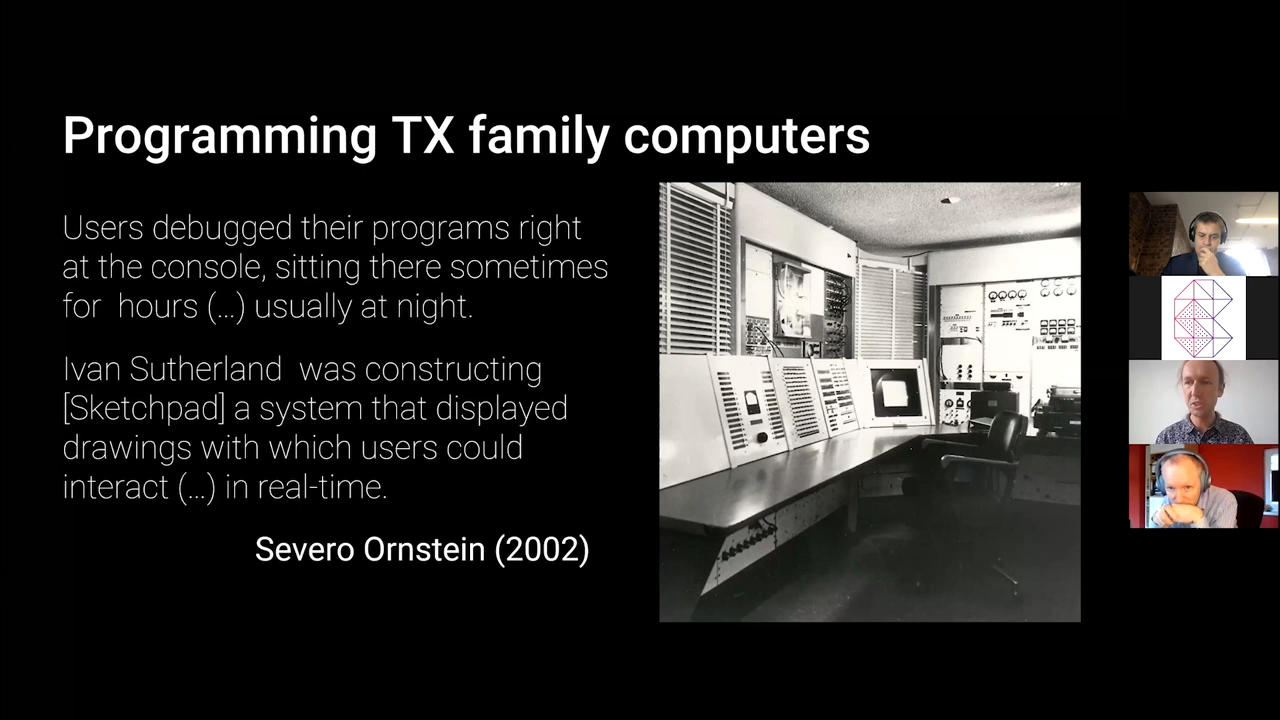 Programming TX family computers
Users debugged their programs right
at the console, sitting there sometimes
for  hours (...) usually at night.
Ivan Sutherland  was constructing
[Sketchpad] a system that displayed
drawings with which users could
interact (...) in real-time.
Severo Ornstein (2002)